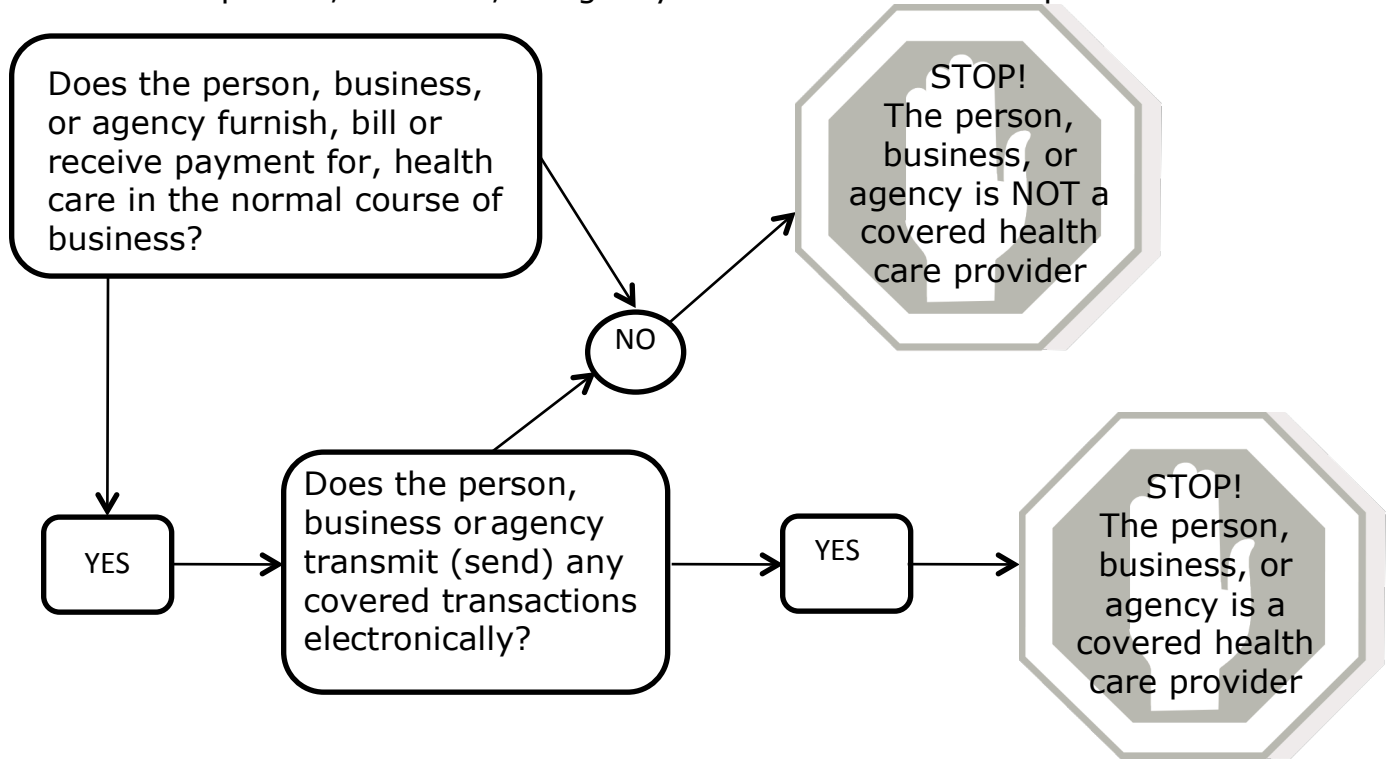 Does the person, business,
or agency furnish, bill or
receive payment for, health
care in the normal course of
business?
STOP!
The person,
business, or
agency is NOT a
covered health
care provider
NO
YES
Does the person,
business or agency
transmit (send) any
covered transactions
electronically?
YES
STOP!
The person,
business, or
agency is a
covered health
care provider